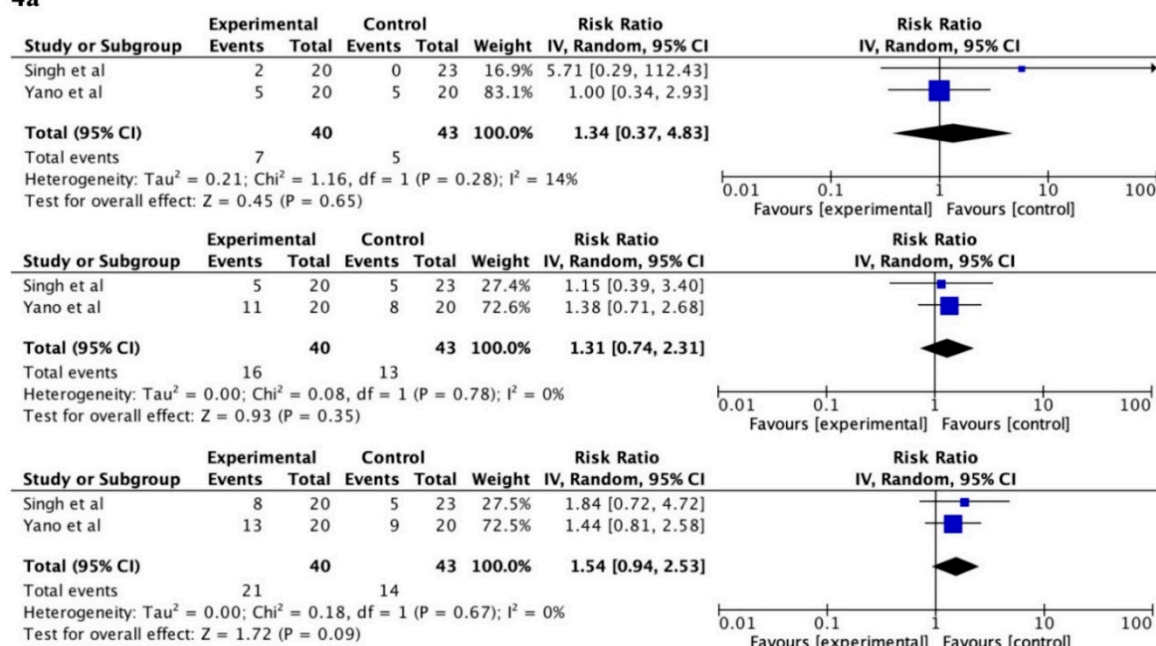 4a
Experimental Control Risk Ratio Risk Ratio
Study or Subgroup Events Total Events Total Weight IV, Random, 95% CI IV, Random, 95% CI
Singh et al 2 20 0 23 16.9% 5.71 [0.29, 112.43]
Yano et al 5 20 5 20 83.1% 1.00 [0.34, 2.93]
Total (95% CI) 40 43 100.0% 1.34 [0.37, 4.83]
Total events 7 5
Heterogeneity: Tau² = 0.21; Chi² = 1.16, df = 1 (P = 0.28); I² = 14%
Test for overall effect: Z = 0.45 (P = 0.65)
0.01 0.1 1 10 100
Favours [experimental] Favours [control]
Experimental Control Risk Ratio Risk Ratio
Study or Subgroup Events Total Events Total Weight IV, Random, 95% CI IV, Random, 95% CI
Singh et al 5 20 5 23 27.4% 1.15 [0.39, 3.40]
Yano et al 11 20 8 20 72.6% 1.38 [0.71, 2.68]
Total (95% CI) 40 43 100.0% 1.31 [0.74, 2.31]
Total events 16 13
Heterogeneity: Tau² = 0.00; Chi² = 0.08, df = 1 (P = 0.78); I² = 0%
Test for overall effect: Z = 0.93 (P = 0.35)
0.01 0.1 1 10 100
Favours [experimental] Favours [control]
Experimental Control Risk Ratio Risk Ratio
Study or Subgroup Events Total Events Total Weight IV, Random, 95% CI IV, Random, 95% CI
Singh et al 8 20 5 23 27.5% 1.84 [0.72, 4.72]
Yano et al 13 20 9 20 72.5% 1.44 [0.81, 2.58]
Total (95% CI) 40 43 100.0% 1.54 [0.94, 2.53]
Total events 21 14
Heterogeneity: Tau² = 0.00; Chi² = 0.18, df = 1 (P = 0.67); I² = 0%
Test for overall effect: Z = 1.72 (P = 0.09)
0.01 0.1 1 10 100
Favours [experimental] Favours [control]